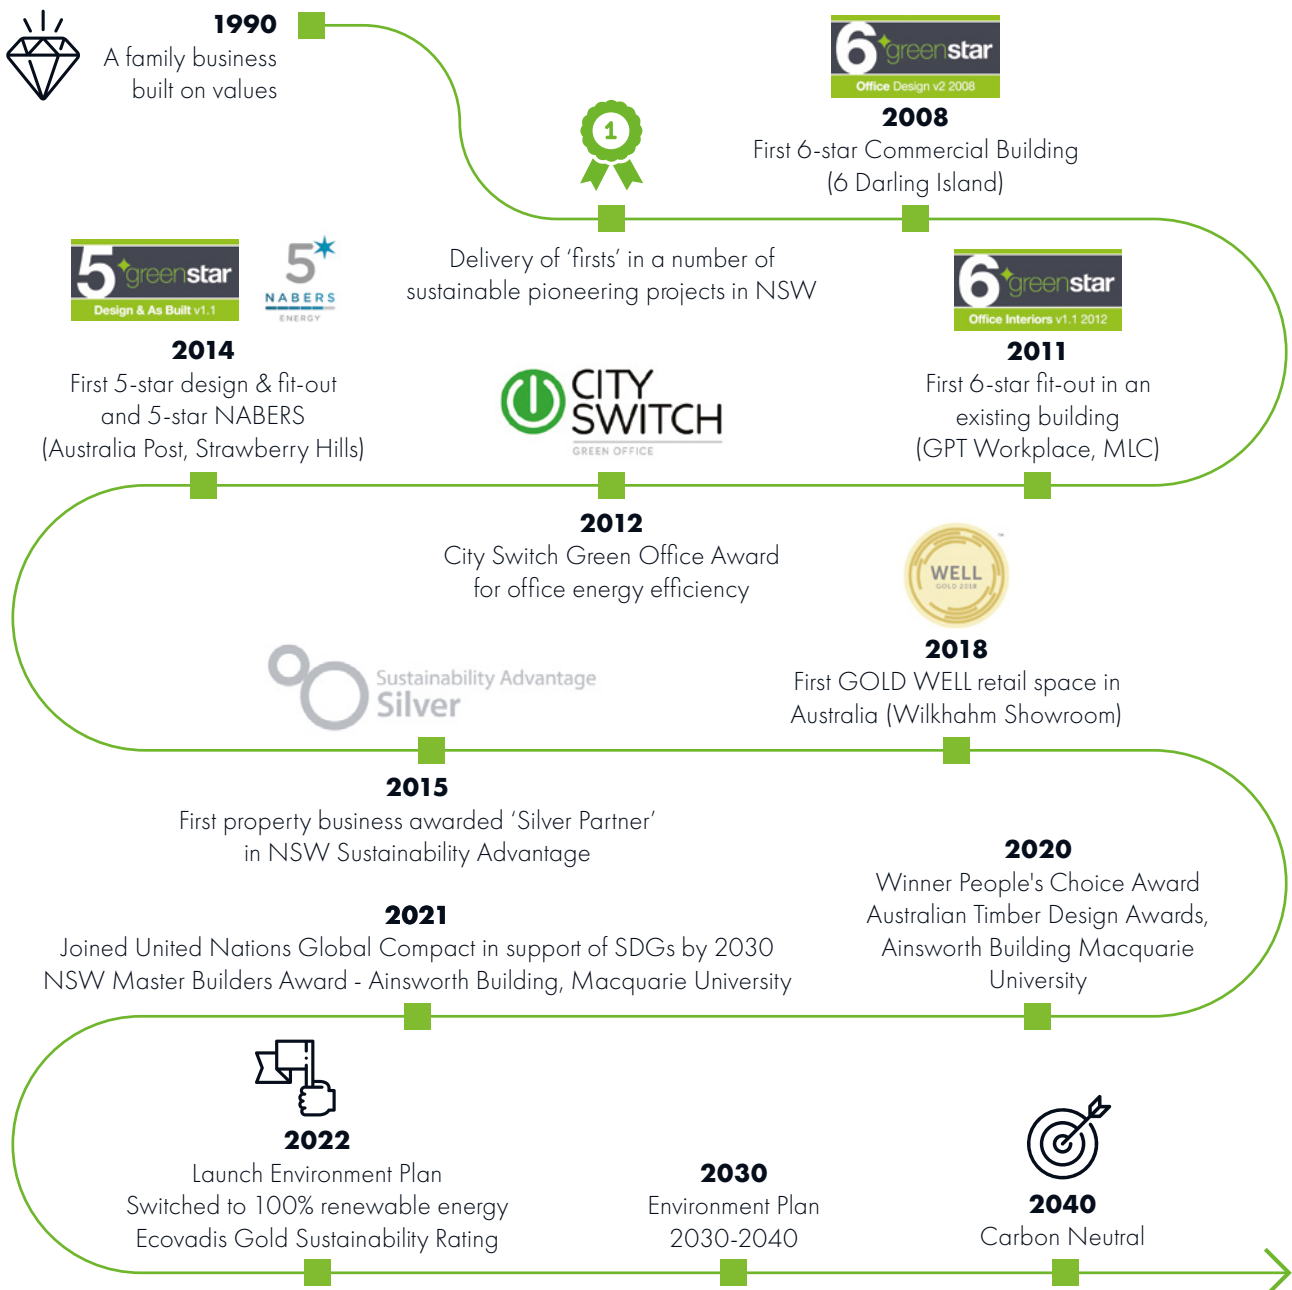 1990
A family business
built on values
1
Delivery of ‘firsts’ in a number of
sustainable pioneering projects in NSW
6 greenstar
Office Design v2 2008
2008
First 6-star Commercial Building
(6 Darling Island)
6 greenstar
Office Interiors v1.1 2012
2011
First 6-star fit-out in an
existing building
(GPT Workplace, MLC)
CITY
SWITCH
GREEN OFFICE
2012
City Switch Green Office Award
for office energy efficiency
5 greenstar
Design & As Built v1.1
5
NABERS
ENERGY
2014
First 5-star design & fit-out
and 5-star NABERS
(Australia Post, Strawberry Hills)
Sustainability Advantage
Silver
2015
First property business awarded ‘Silver Partner’
in NSW Sustainability Advantage
WELL
GOLD 2018
2018
First GOLD WELL retail space in
Australia (Wilkhahm Showroom)
2020
Winner People's Choice Award
Australian Timber Design Awards,
Ainsworth Building Macquarie
University
2021
Joined United Nations Global Compact in support of SDGs by 2030
NSW Master Builders Award - Ainsworth Building, Macquarie University
2022
Launch Environment Plan
Switched to 100% renewable energy
Ecovadis Gold Sustainability Rating
2030
Environment Plan
2030-2040
2040
Carbon Neutral